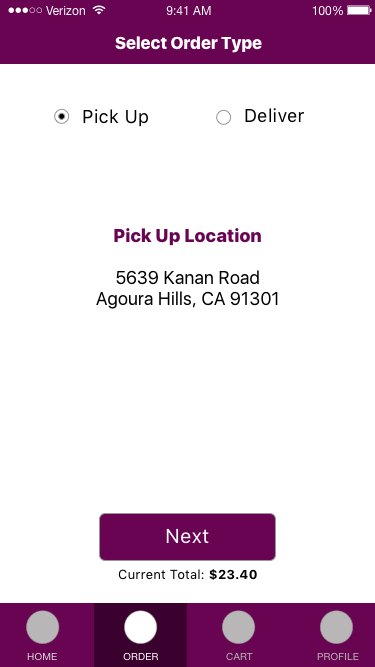 Verizon 9:41 AM 100%
Select Order Type
Pick Up Deliver
Pick Up Location
5639 Kanan Road
Agoura Hills, CA 91301
Next
Current Total: $23.40
HOME ORDER CART PROFILE